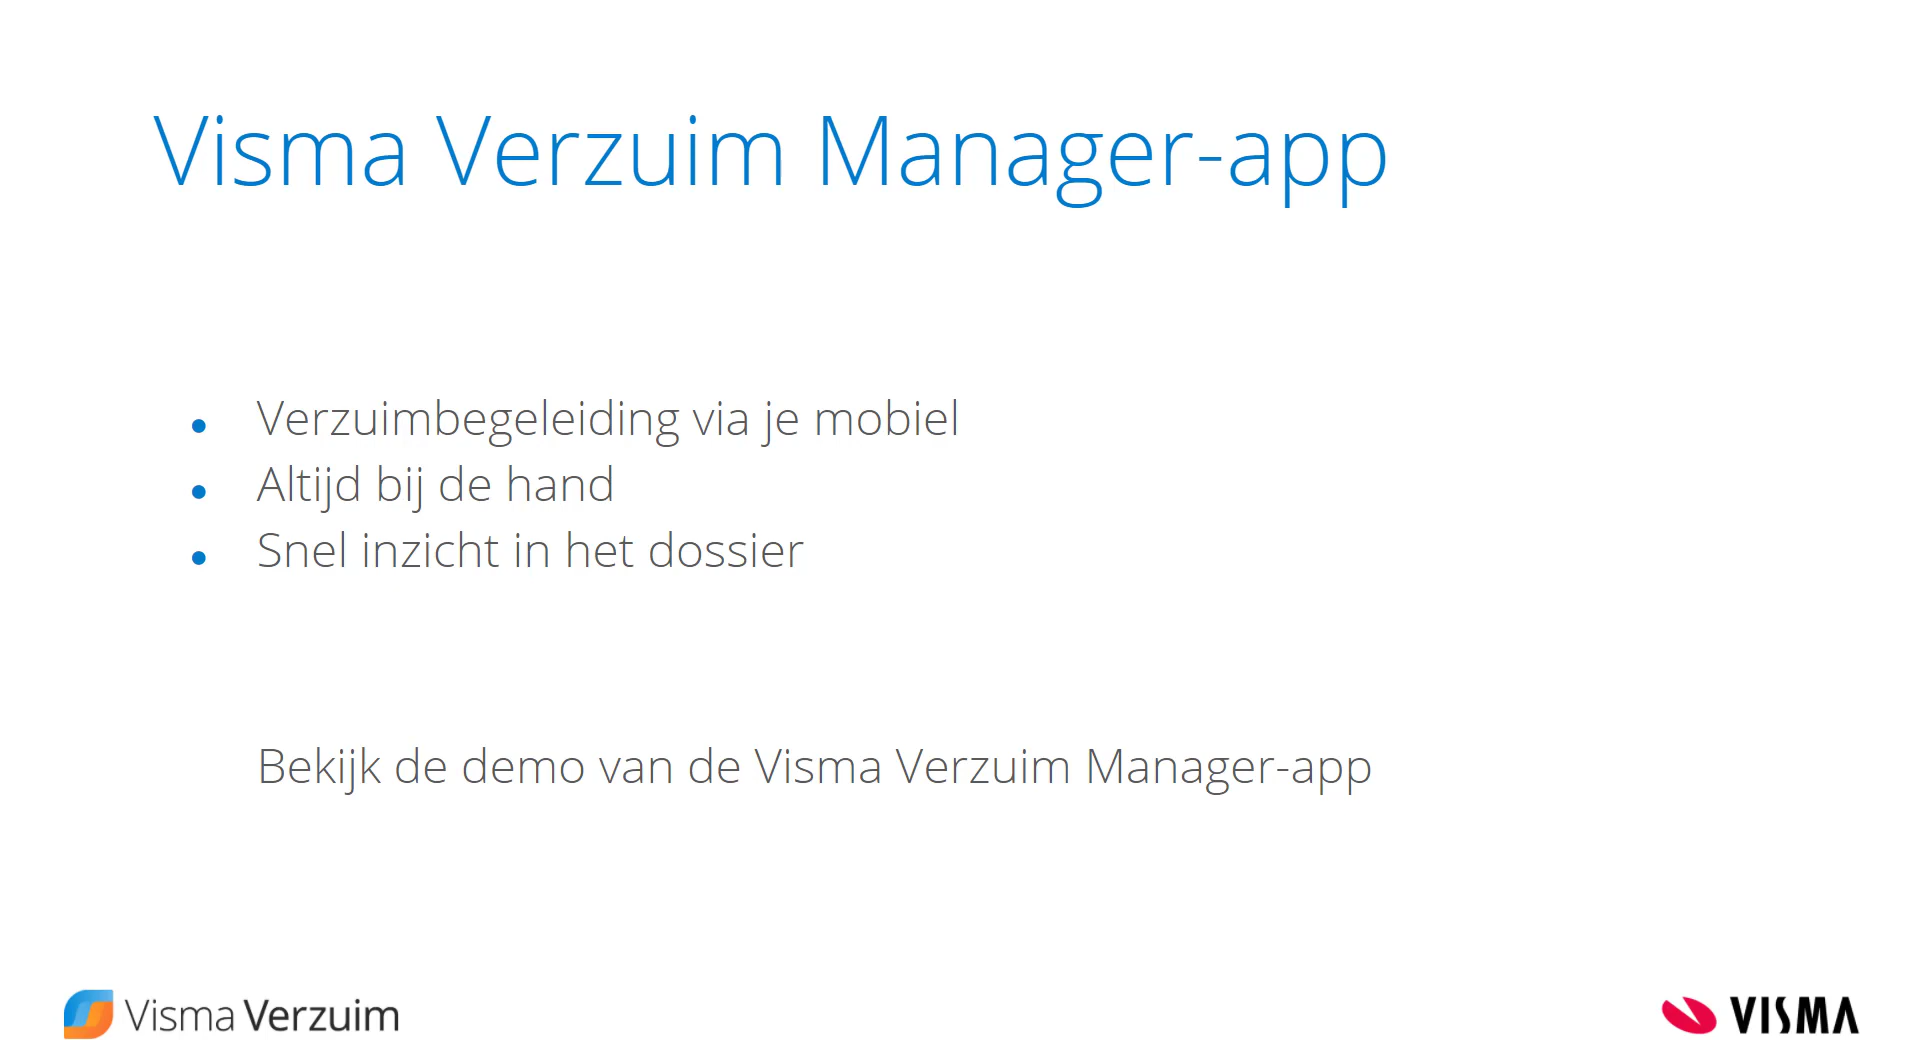 Visma Verzuim Manager-app
• Verzuimbegeleiding via je mobiel
• Altijd bij de hand
• Snel inzicht in het dossier
Bekijk de demo van de Visma Verzuim Manager-app
Visma Verzuim
VISMA